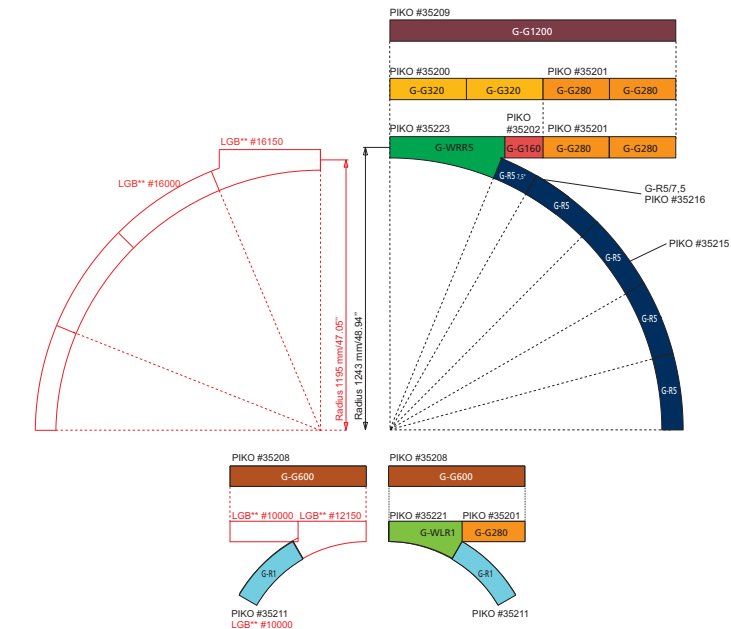 PIKO #35209
G-G1200
PIKO #35200
PIKO #35201
G-G320
G-G320
G-G280
G-G280
PIKO #35223
PIKO
#35202
PIKO #35201
G-WRR5
G-G160
G-G280
G-G280
LGB** #16150
LGB** #16000
G-R5 7,5°
G-R5/7,5
PIKO #35216
G-R5
PIKO #35215
G-R5
G-R5
G-R5
Radius 1195 mm/47.05"
Radius 1243 mm/48.94"
PIKO #35208
G-G600
LGB** #10000
LGB** #12150
G-R1
PIKO #35211
LGB** #10000
PIKO #35208
G-G600
PIKO #35221
PIKO #35201
G-WLR1
G-G280
G-R1
PIKO #35211